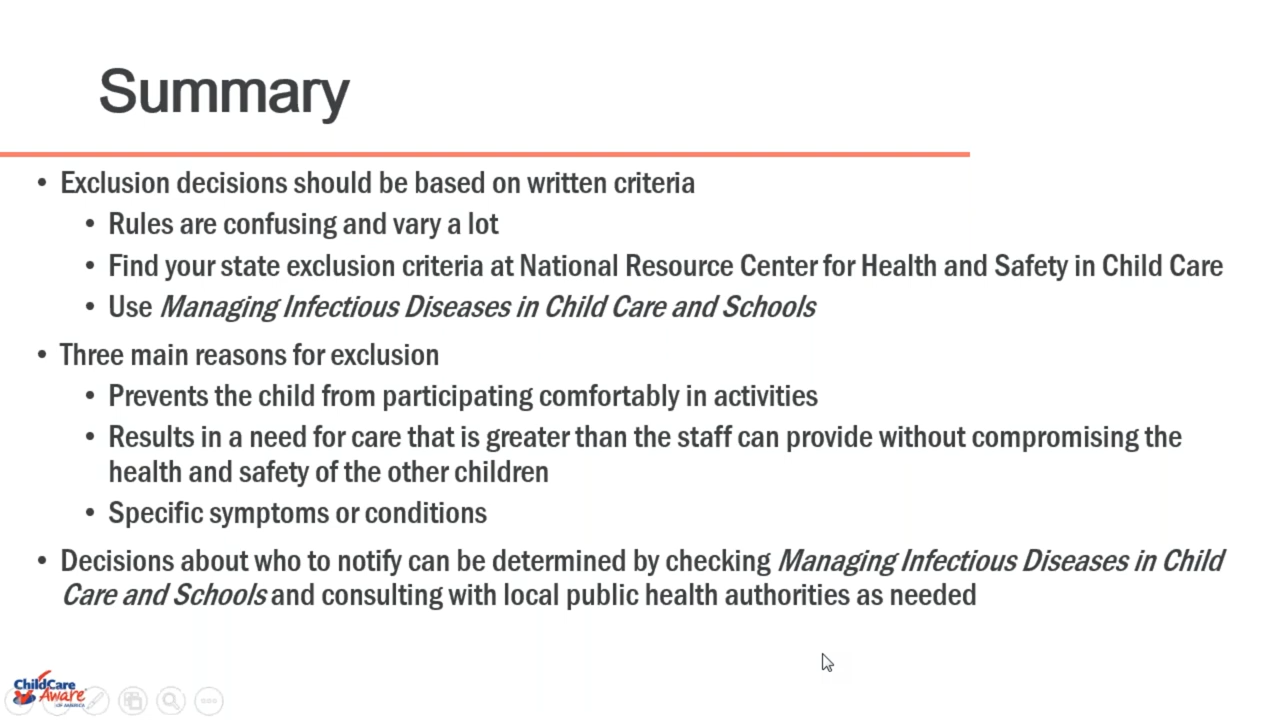 Summary
• Exclusion decisions should be based on written criteria
• Rules are confusing and vary a lot
• Find your state exclusion criteria at National Resource Center for Health and Safety in Child Care
• Use Managing Infectious Diseases in Child Care and Schools
• Three main reasons for exclusion
• Prevents the child from participating comfortably in activities
• Results in a need for care that is greater than the staff can provide without compromising the
health and safety of the other children
• Specific symptoms or conditions
• Decisions about who to notify can be determined by checking Managing Infectious Diseases in Child
Care and Schools and consulting with local public health authorities as needed
ChildCare
Aware
OF AMERICA